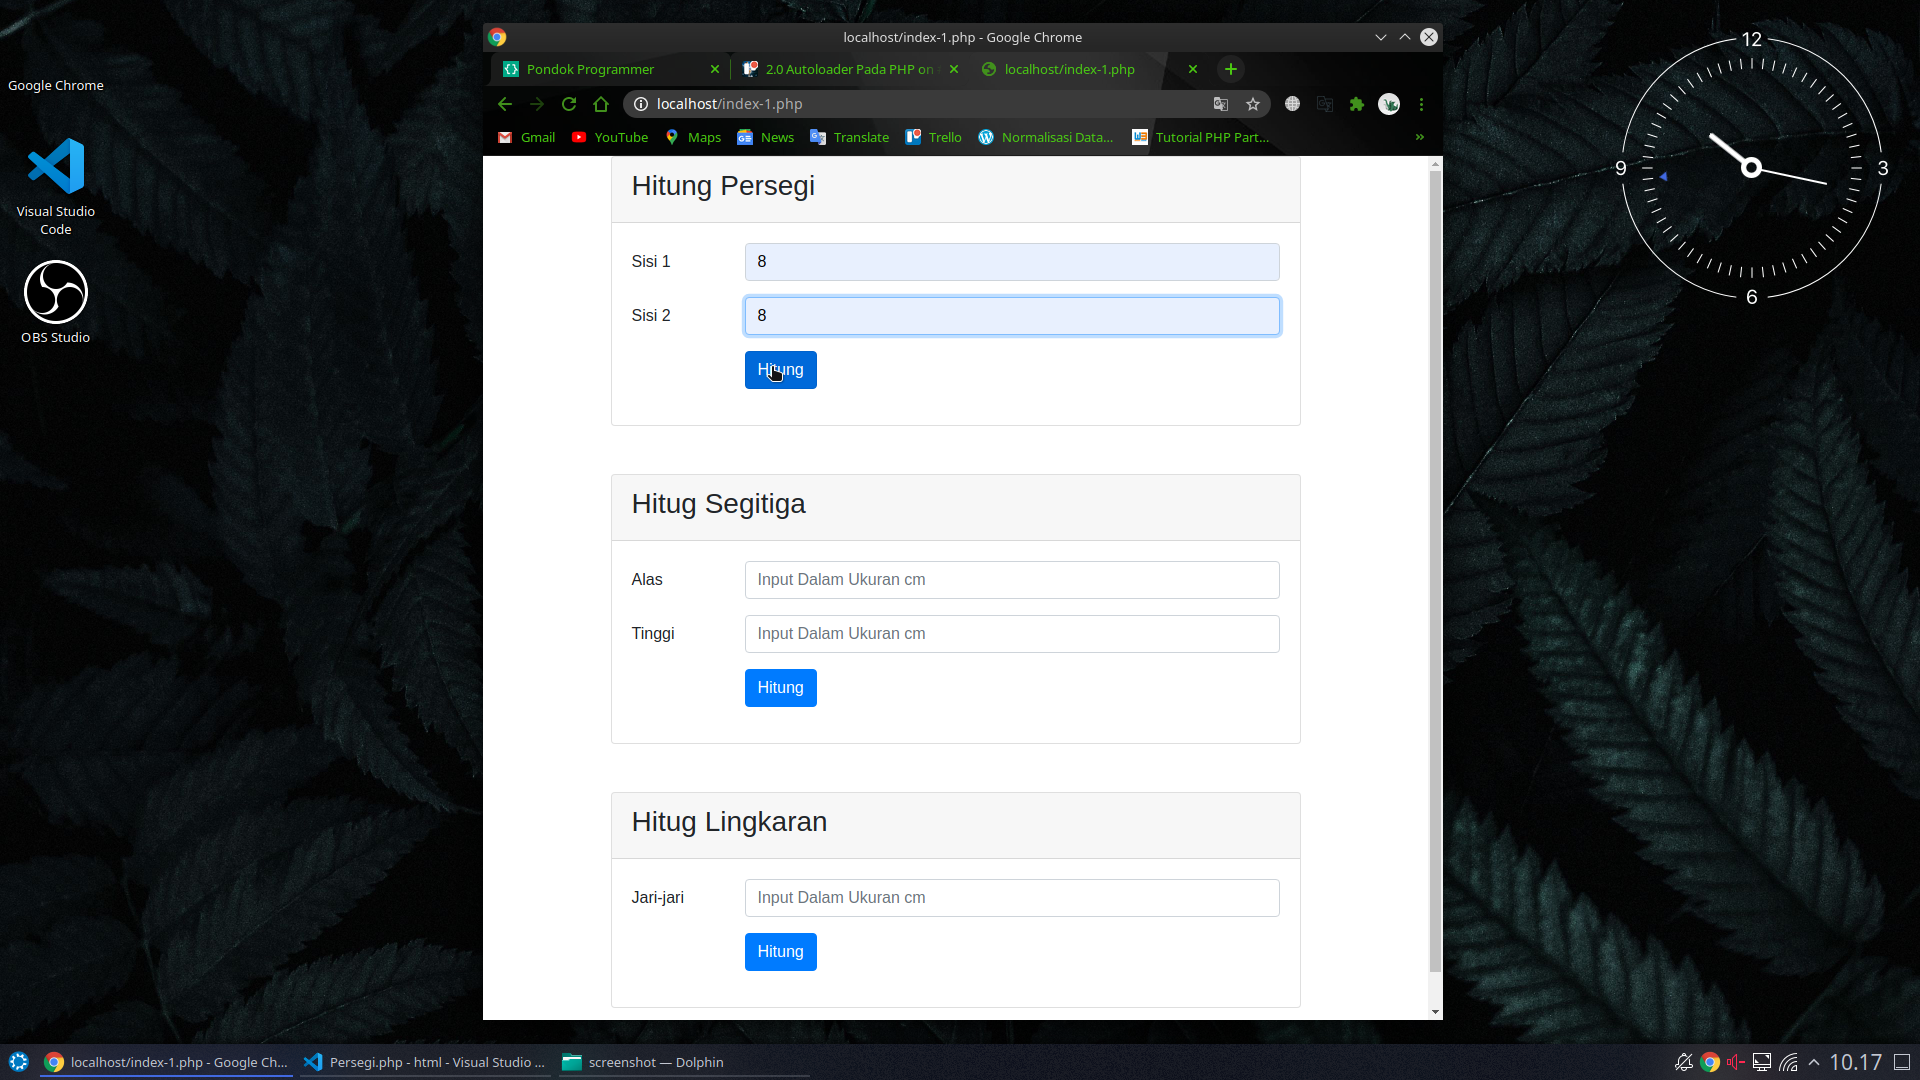 localhost/index-1.php - Google Chrome
Pondok Programmer
2.0 Autoloader Pada PHP on
localhost/index-1.php
localhost/index-1.php
Gmail
YouTube
Maps
News
Translate
Trello
Normalisasi Data...
Tutorial PHP Part...
»
Google Chrome
Visual Studio
Code
OBS Studio
12
3
6
9
Hitung Persegi
Sisi 1
8
Sisi 2
8
Hitung
Hitug Segitiga
Alas
Input Dalam Ukuran cm
Tinggi
Input Dalam Ukuran cm
Hitung
Hitug Lingkaran
Jari-jari
Input Dalam Ukuran cm
Hitung
localhost/index-1.php - Google Ch...
Persegi.php - html - Visual Studio ...
screenshot — Dolphin
10.17